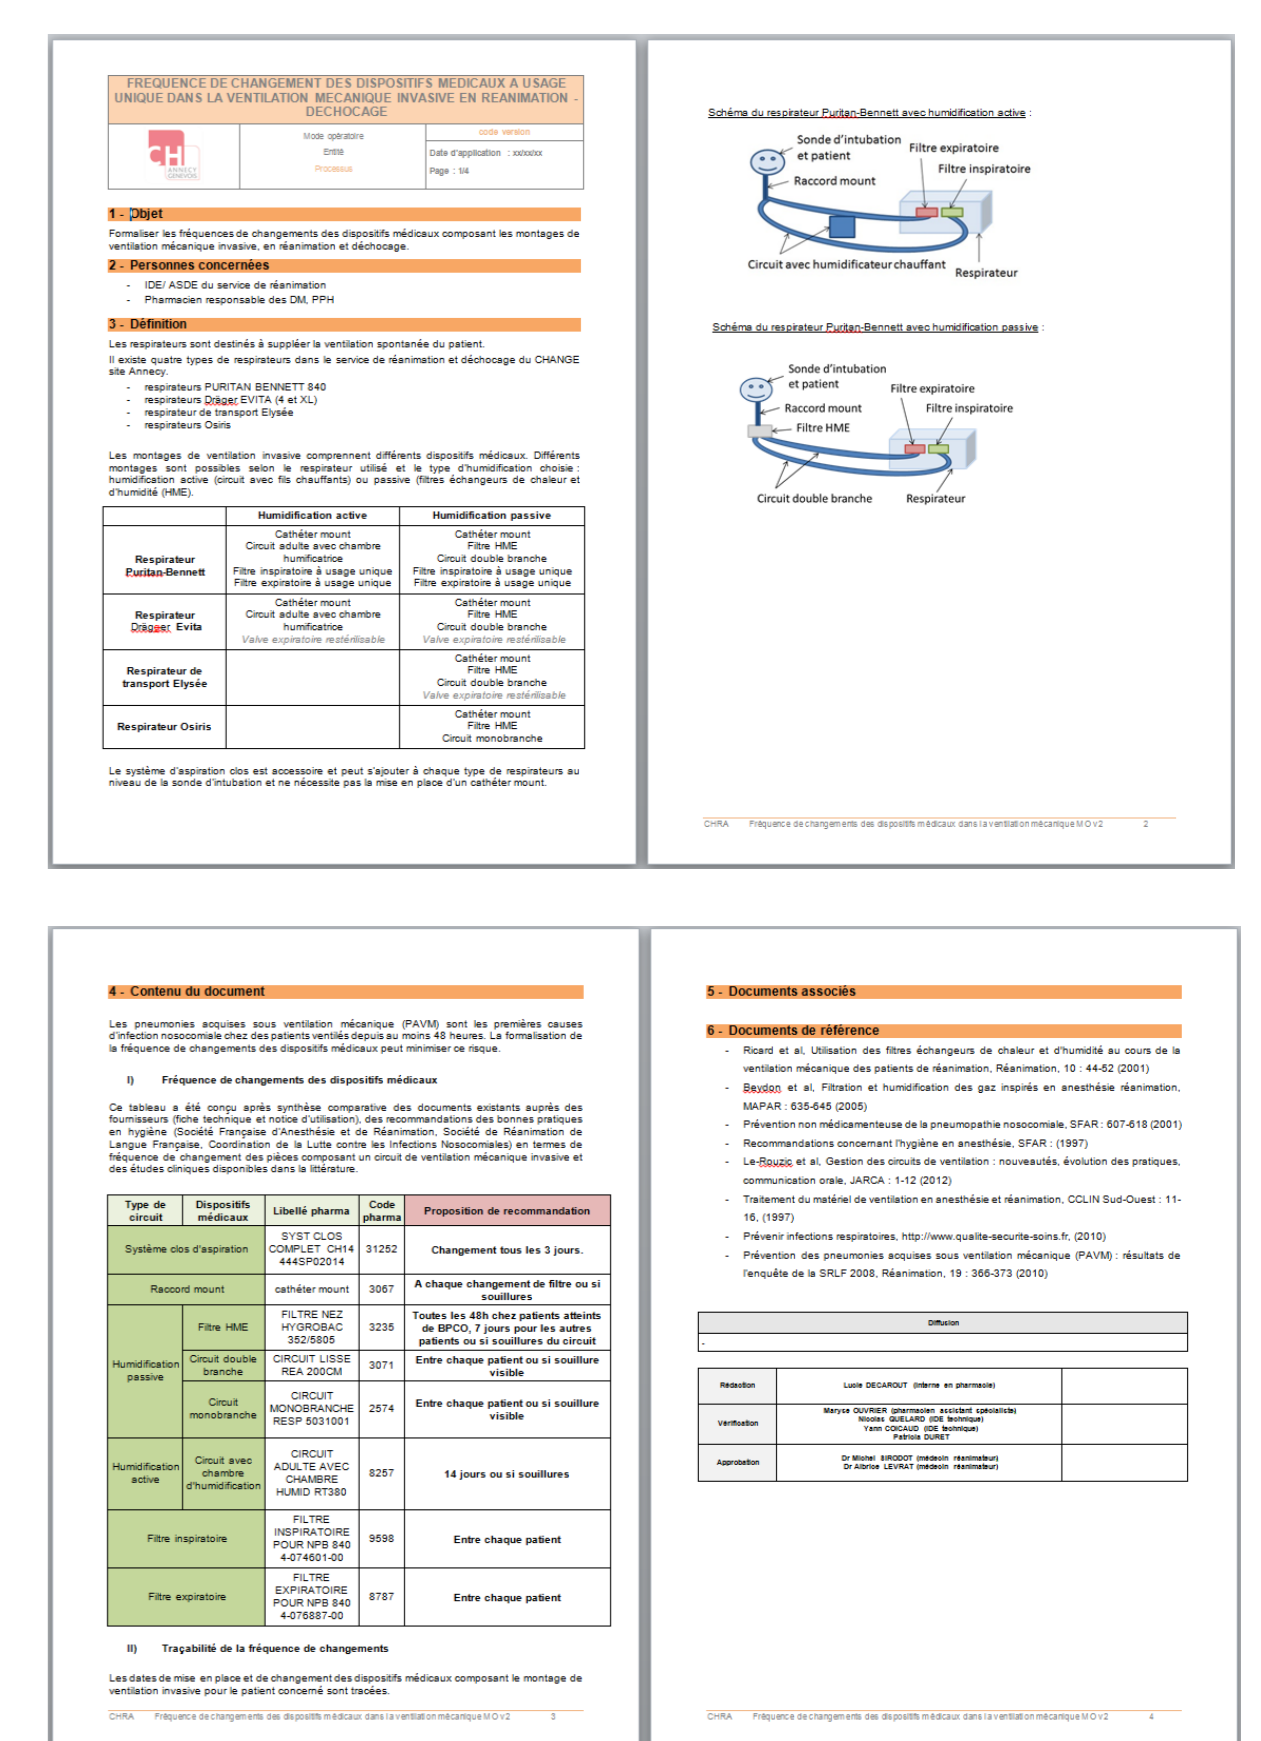 FREQUENCE DE CHANGEMENT DES DISPOSITIFS MEDICAUX A USAGE
UNIQUE DANS LA VENTILATION MECANIQUE INVASIVE EN REANIMATION -
DECHOCAGE
CH
ANNECY
GENEVOIS
Mode opératoire
Entité
Processus
code version
Date d'application : xx/xx/xx
Page : 1/4
1 - Objet
Formaliser les fréquences de changements des dispositifs médicaux composant les montages de
ventilation mécanique invasive, en réanimation et déchocage.
2 - Personnes concernées
- IDE/ ASDE du service de réanimation
- Pharmacien responsable des DM, PPH
3 - Définition
Les respirateurs sont destinés à suppléer la ventilation spontanée du patient.
Il existe quatre types de respirateurs dans le service de réanimation et déchocage du CHANGE
site Annecy.
- respirateurs PURITAN BENNETT 840
- respirateurs Dräger EVITA (4 et XL)
- respirateur de transport Elysée
- respirateurs Osiris
Les montages de ventilation invasive comprennent différents dispositifs médicaux. Différents
montages sont possibles selon le respirateur utilisé et le type d'humidification choisie :
humidification active (circuit avec fils chauffants) ou passive (filtres échangeurs de chaleur et
d'humidité (HME).
Humidification active
Humidification passive
Respirateur
Puritan-Bennett
Cathéter mount
Circuit adulte avec chambre
humificatrice
Filtre inspiratoire à usage unique
Filtre expiratoire à usage unique
Cathéter mount
Filtre HME
Circuit double branche
Filtre inspiratoire à usage unique
Filtre expiratoire à usage unique
Respirateur
Drägger Evita
Cathéter mount
Circuit adulte avec chambre
humificatrice
Valve expiratoire restérilisable
Cathéter mount
Filtre HME
Circuit double branche
Valve expiratoire restérilisable
Respirateur de
transport Elysée
Cathéter mount
Filtre HME
Circuit double branche
Valve expiratoire restérilisable
Respirateur Osiris
Cathéter mount
Filtre HME
Circuit monobranche
Le système d'aspiration clos est accessoire et peut s'ajouter à chaque type de respirateurs au
niveau de la sonde d'intubation et ne nécessite pas la mise en place d'un cathéter mount.
Schéma du respirateur Puritan-Bennett avec humidification active :
Sonde d'intubation
et patient
Filtre expiratoire
Filtre inspiratoire
Raccord mount
Circuit avec humidificateur chauffant
Respirateur
Schéma du respirateur Puritan-Bennett avec humidification passive :
Sonde d'intubation
et patient
Filtre expiratoire
Raccord mount
Filtre inspiratoire
Filtre HME
Circuit double branche
Respirateur
CHRA Fréquence de changements des dispositifs médicaux dans la ventilation mécanique MO v2 2
4 - Contenu du document
Les pneumonies acquises sous ventilation mécanique (PAVM) sont les premières causes
d'infection nosocomiale chez des patients ventilés depuis au moins 48 heures. La formalisation de
la fréquence de changements des dispositifs médicaux peut minimiser ce risque.
I) Fréquence de changements des dispositifs médicaux
Ce tableau a été conçu après synthèse comparative des documents existants auprès des
fournisseurs (fiche technique et notice d'utilisation), des recommandations des bonnes pratiques
en hygiène (Société Française d'Anesthésie et de Réanimation, Société de Réanimation de
Langue Française, Coordination de la Lutte contre les Infections Nosocomiales) en termes de
fréquence de changement des pièces composant un circuit de ventilation mécanique invasive et
des études cliniques disponibles dans la littérature.
Type de
circuit
Dispositifs
médicaux
Libellé pharma
Code
pharma
Proposition de recommandation
Système clos d'aspiration
SYST CLOS
COMPLET CH14
444SP02014
31252
Changement tous les 3 jours.
Raccord mount
cathéter mount
3067
A chaque changement de filtre ou si
souillures
Humidification
passive
Filtre HME
FILTRE NEZ
HYGROBAC
352/5805
3235
Toutes les 48h chez patients atteints
de BPCO, 7 jours pour les autres
patients ou si souillures du circuit
Circuit double
branche
CIRCUIT LISSE
REA 200CM
3071
Entre chaque patient ou si souillure
visible
Circuit
monobranche
CIRCUIT
MONOBRANCHE
RESP 5031001
2574
Entre chaque patient ou si souillure
visible
Humidification
active
Circuit avec
chambre
d'humidification
CIRCUIT
ADULTE AVEC
CHAMBRE
HUMID RT380
8257
14 jours ou si souillures
Filtre inspiratoire
FILTRE
INSPIRATOIRE
POUR NPB 840
4-074601-00
9598
Entre chaque patient
Filtre expiratoire
FILTRE
EXPIRATOIRE
POUR NPB 840
4-076887-00
8787
Entre chaque patient
II) Traçabilité de la fréquence de changements
Les dates de mise en place et de changement des dispositifs médicaux composant le montage de
ventilation invasive pour le patient concerné sont tracées.
CHRA Fréquence de changements des dispositifs médicaux dans la ventilation mécanique MO v2 3
5 - Documents associés
6 - Documents de référence
- Ricard et al, Utilisation des filtres échangeurs de chaleur et d'humidité au cours de la
ventilation mécanique des patients de réanimation, Réanimation, 10 : 44-52 (2001)
- Beydon et al, Filtration et humidification des gaz inspirés en anesthésie réanimation,
MAPAR : 635-645 (2005)
- Prévention non médicamenteuse de la pneumopathie nosocomiale, SFAR : 607-618 (2001)
- Recommandations concernant l'hygiène en anesthésie, SFAR : (1997)
- Le-Rouzic et al, Gestion des circuits de ventilation : nouveautés, évolution des pratiques,
communication orale, JARCA : 1-12 (2012)
- Traitement du matériel de ventilation en anesthésie et réanimation, CCLIN Sud-Ouest : 11-
16, (1997)
- Prévenir infections respiratoires, http://www.qualite-securite-soins.fr, (2010)
- Prévention des pneumonies acquises sous ventilation mécanique (PAVM) : résultats de
l'enquête de la SRLF 2008, Réanimation, 19 : 366-373 (2010)
Diffusion
-
Rédaction
Lucie DECAROUT (interne en pharmacie)
Vérification
Maryse OUVRIER (pharmacien assistant spécialiste)
Nicolas QUELARD (IDE technique)
Yann COICAUD (IDE technique)
Patricia DURET
Approbation
Dr Michel SIRODOT (médecin réanimateur)
Dr Albrice LEVRAT (médecin réanimateur)
CHRA Fréquence de changements des dispositifs médicaux dans la ventilation mécanique MO v2 4